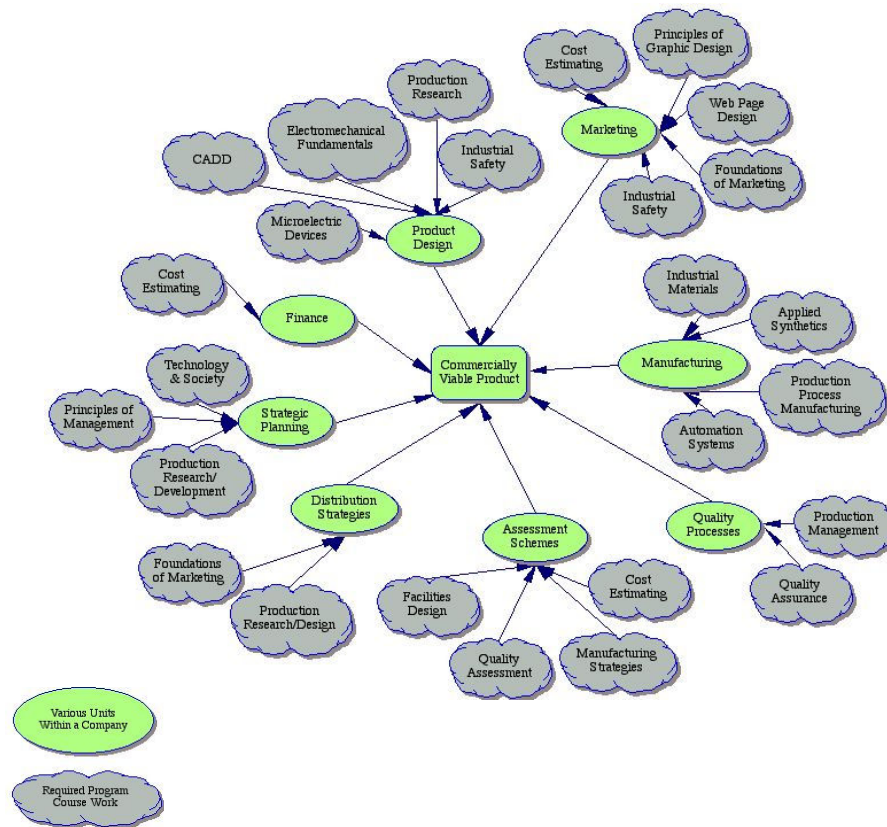 Cost
Estimating
Principles of
Graphic Design
Production
Research
Web Page
Design
Marketing
Electromechanical
Fundamentals
Industrial
Safety
CADD
Foundations
of Marketing
Industrial
Safety
Microelectric
Devices
Product
Design
Cost
Estimating
Finance
Industrial
Materials
Applied
Synthetics
Commercially
Viable Product
Manufacturing
Technology
& Society
Principles of
Management
Strategic
Planning
Production
Process
Manufacturing
Automation
Systems
Production
Research/
Development
Distribution
Strategies
Assessment
Schemes
Quality
Processes
Production
Management
Foundations
of Marketing
Production
Research/Design
Facilities
Design
Cost
Estimating
Quality
Assurance
Quality
Assessment
Manufacturing
Strategies
Various Units
Within a Company
Required Program
Course Work